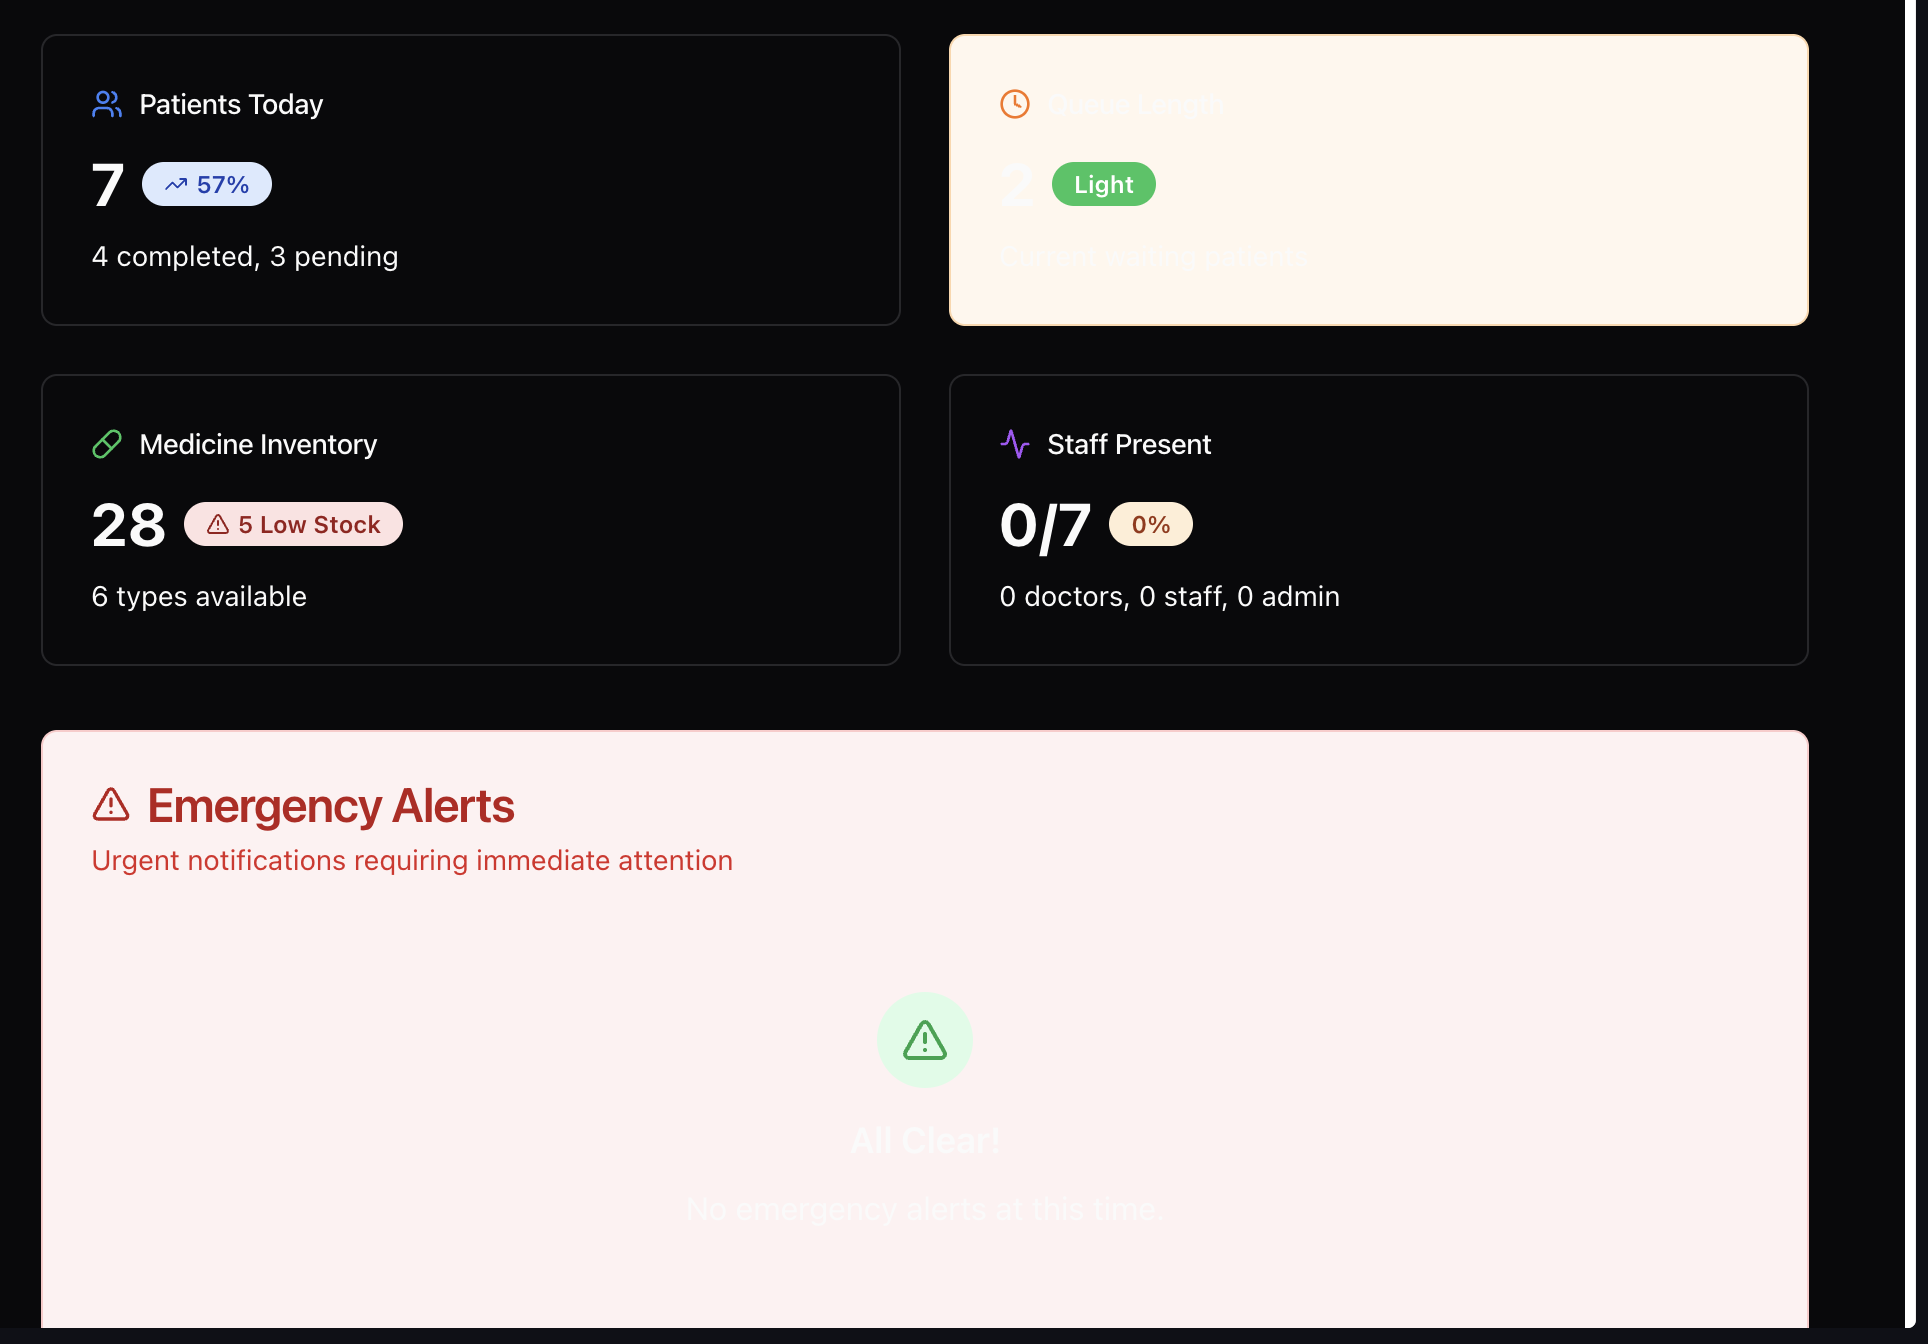 Patients Today
7 57%
4 completed, 3 pending
Queue Length
2 Light
Current waiting patients
Medicine Inventory
28 5 Low Stock
6 types available
Staff Present
0/7 0%
0 doctors, 0 staff, 0 admin
Emergency Alerts
Urgent notifications requiring immediate attention
All Clear!
No emergency alerts at this time.